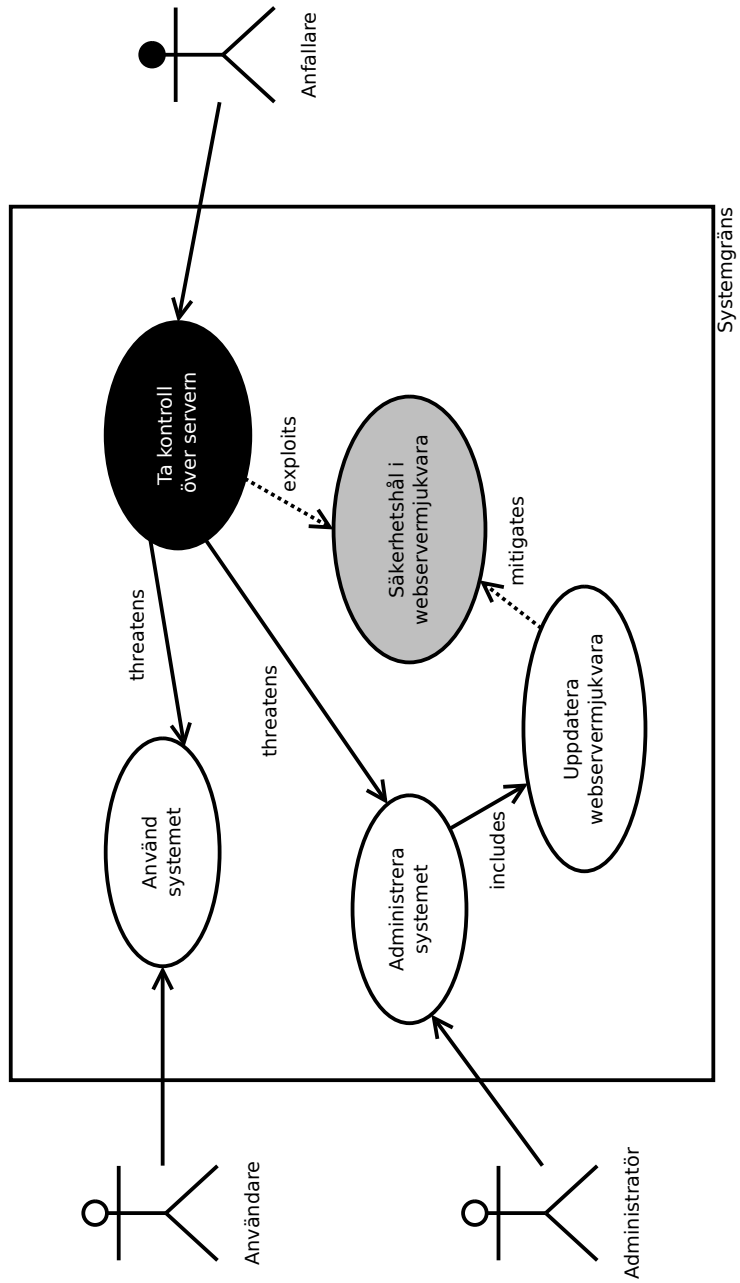 Användare
Använd
systemet
threatens
Ta kontroll
över servern
Anfallare
threatens
exploits
Administrera
systemet
Säkerhetshål i
webservermjukvara
includes
mitigates
Uppdatera
webservermjukvara
Administratör
Systemgräns